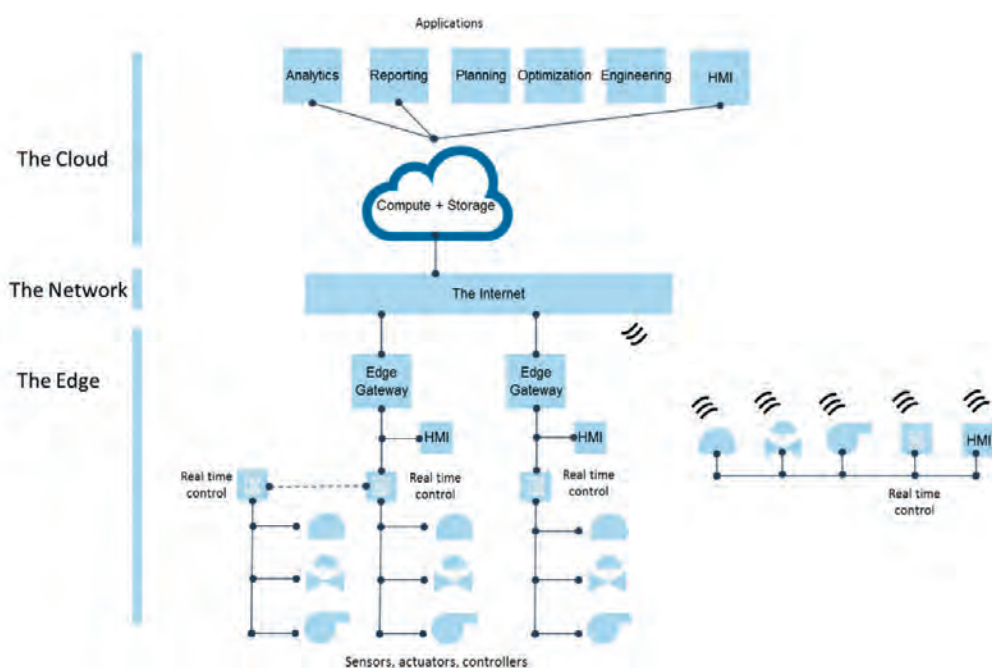 Applications
Analytics
Reporting
Planning
Optimization
Engineering
HMI
The Cloud
Compute + Storage
The Network
The Internet
The Edge
Edge
Gateway
Edge
Gateway
HMI
HMI
HMI
Real time
control
Real time
control
Real time
control
Real time
control
Sensors, actuators, controllers